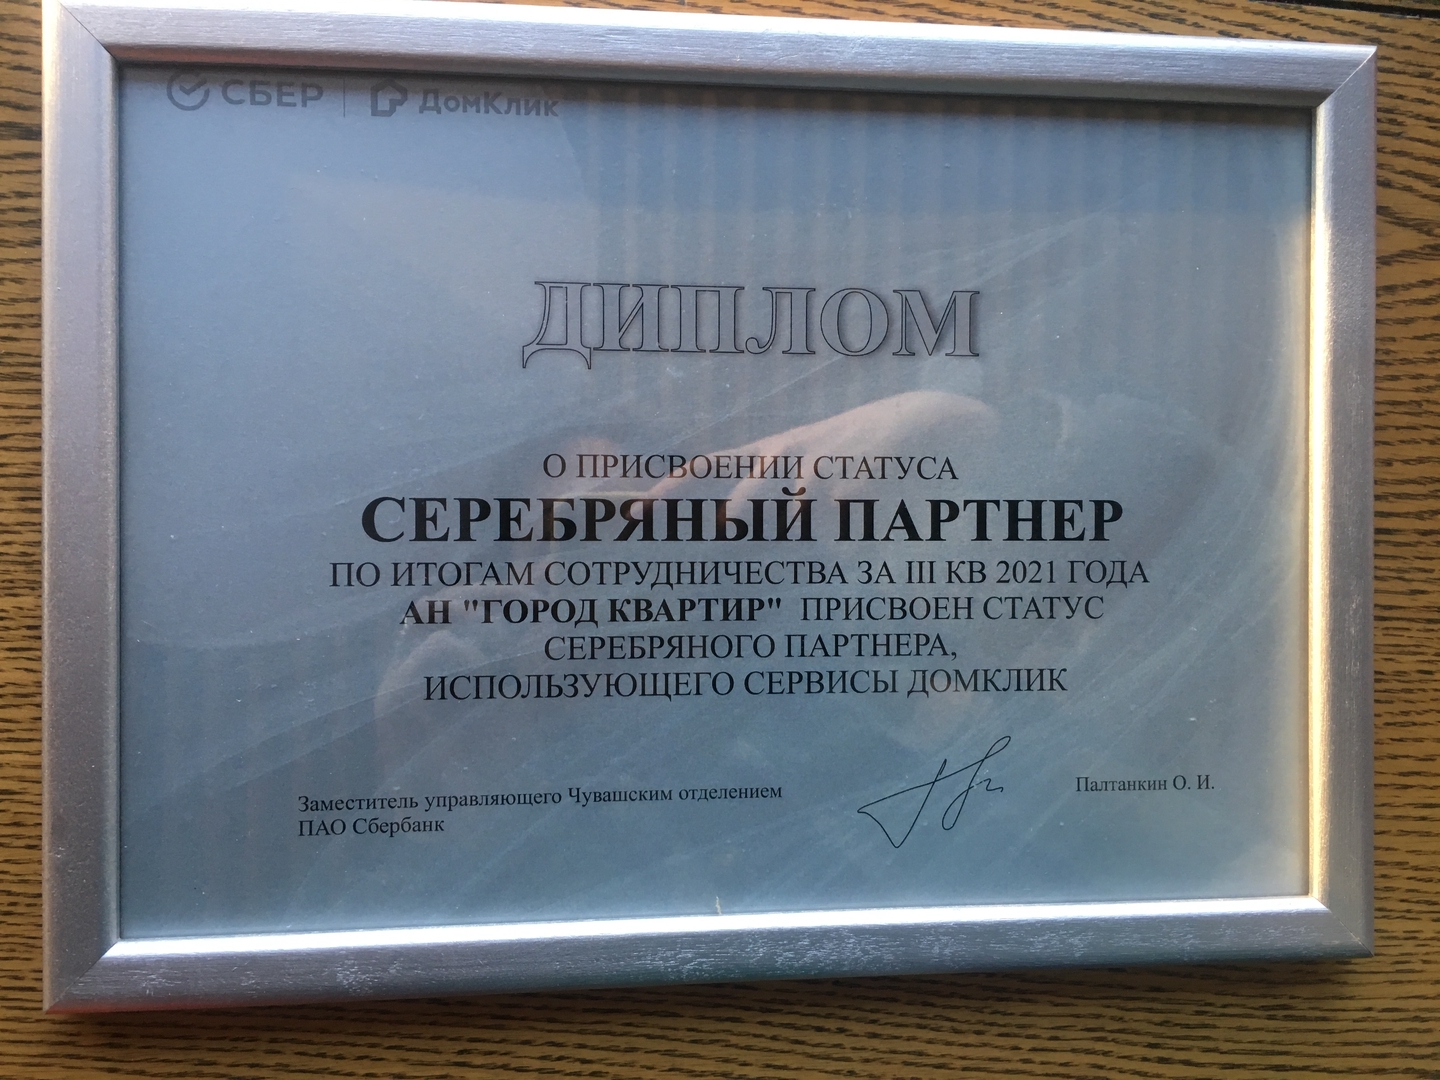 СБЕР | ДомКлик
ДИПЛОМ
О ПРИСВОЕНИИ СТАТУСА
СЕРЕБРЯНЫЙ ПАРТНЕР
ПО ИТОГАМ СОТРУДНИЧЕСТВА ЗА III КВ 2021 ГОДА
АН "ГОРОД КВАРТИР" ПРИСВОЕН СТАТУС
СЕРЕБРЯНОГО ПАРТНЕРА,
ИСПОЛЬЗУЮЩЕГО СЕРВИСЫ ДОМКЛИК
Заместитель управляющего Чувашским отделением
ПАО Сбербанк
Палтанкин О. И.